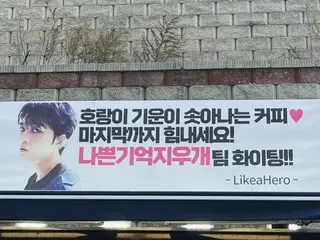 호랑이 기운이 솟아나는 커피♥
마지막까지 힘내세요!
나쁜기억지우개 팀 화이팅!!
- LikeaHero -